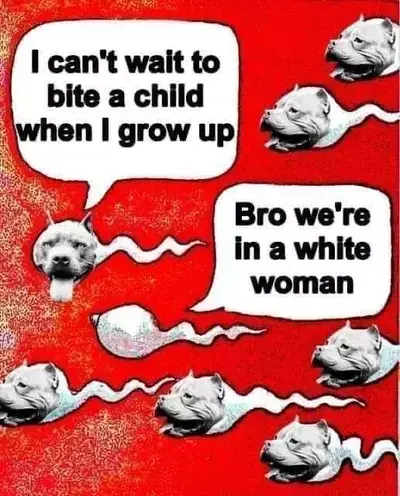 I can't wait to
bite a child
when I grow up
Bro we're
in a white
woman